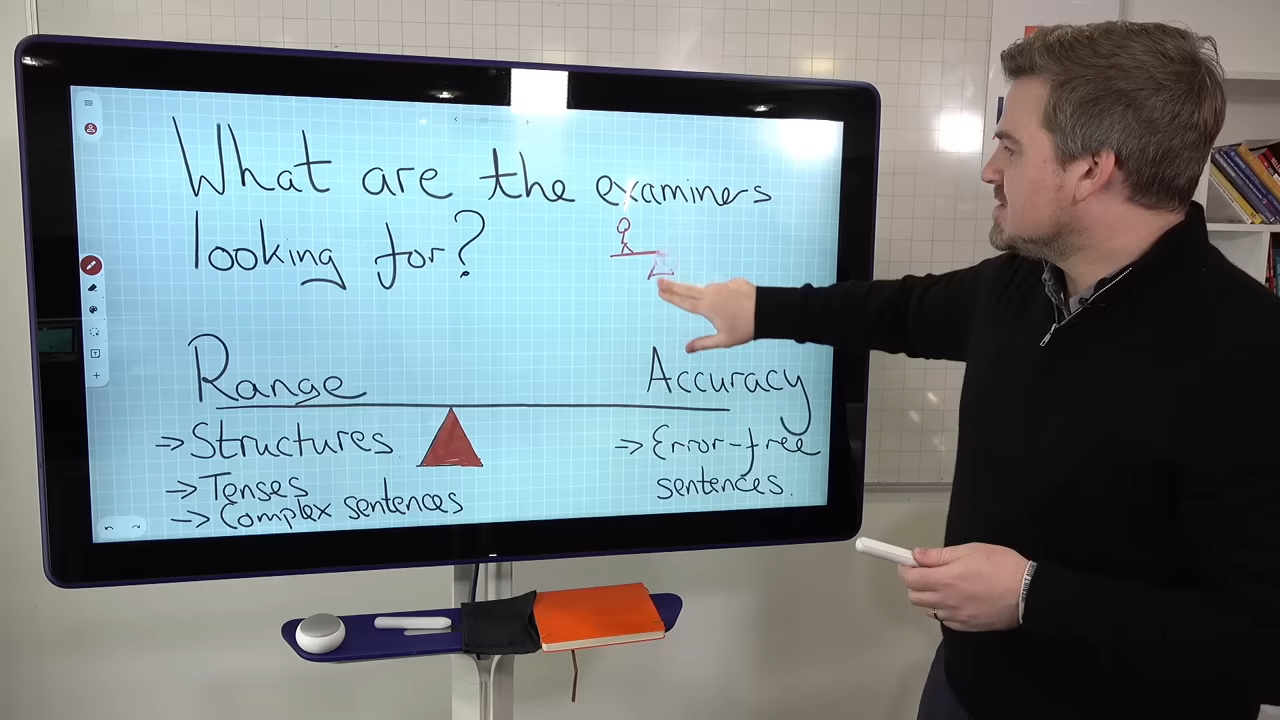 What are the examiners
looking for?
Range
Accuracy
→ Structures
→ Tenses
→ Complex sentences
→ Error-free
sentences.